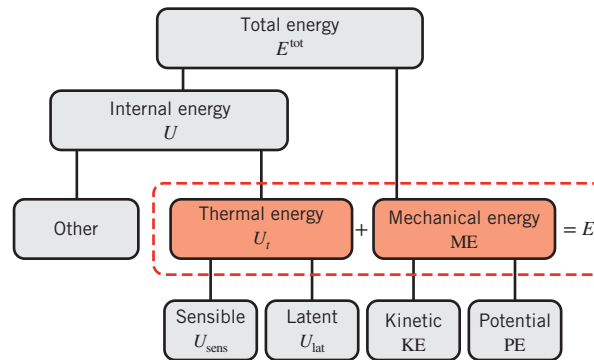 Total energy
E^tot
Internal energy
U
Other
Thermal energy
U_t
+
Mechanical energy
ME
= E
Sensible
U_sens
Latent
U_lat
Kinetic
KE
Potential
PE